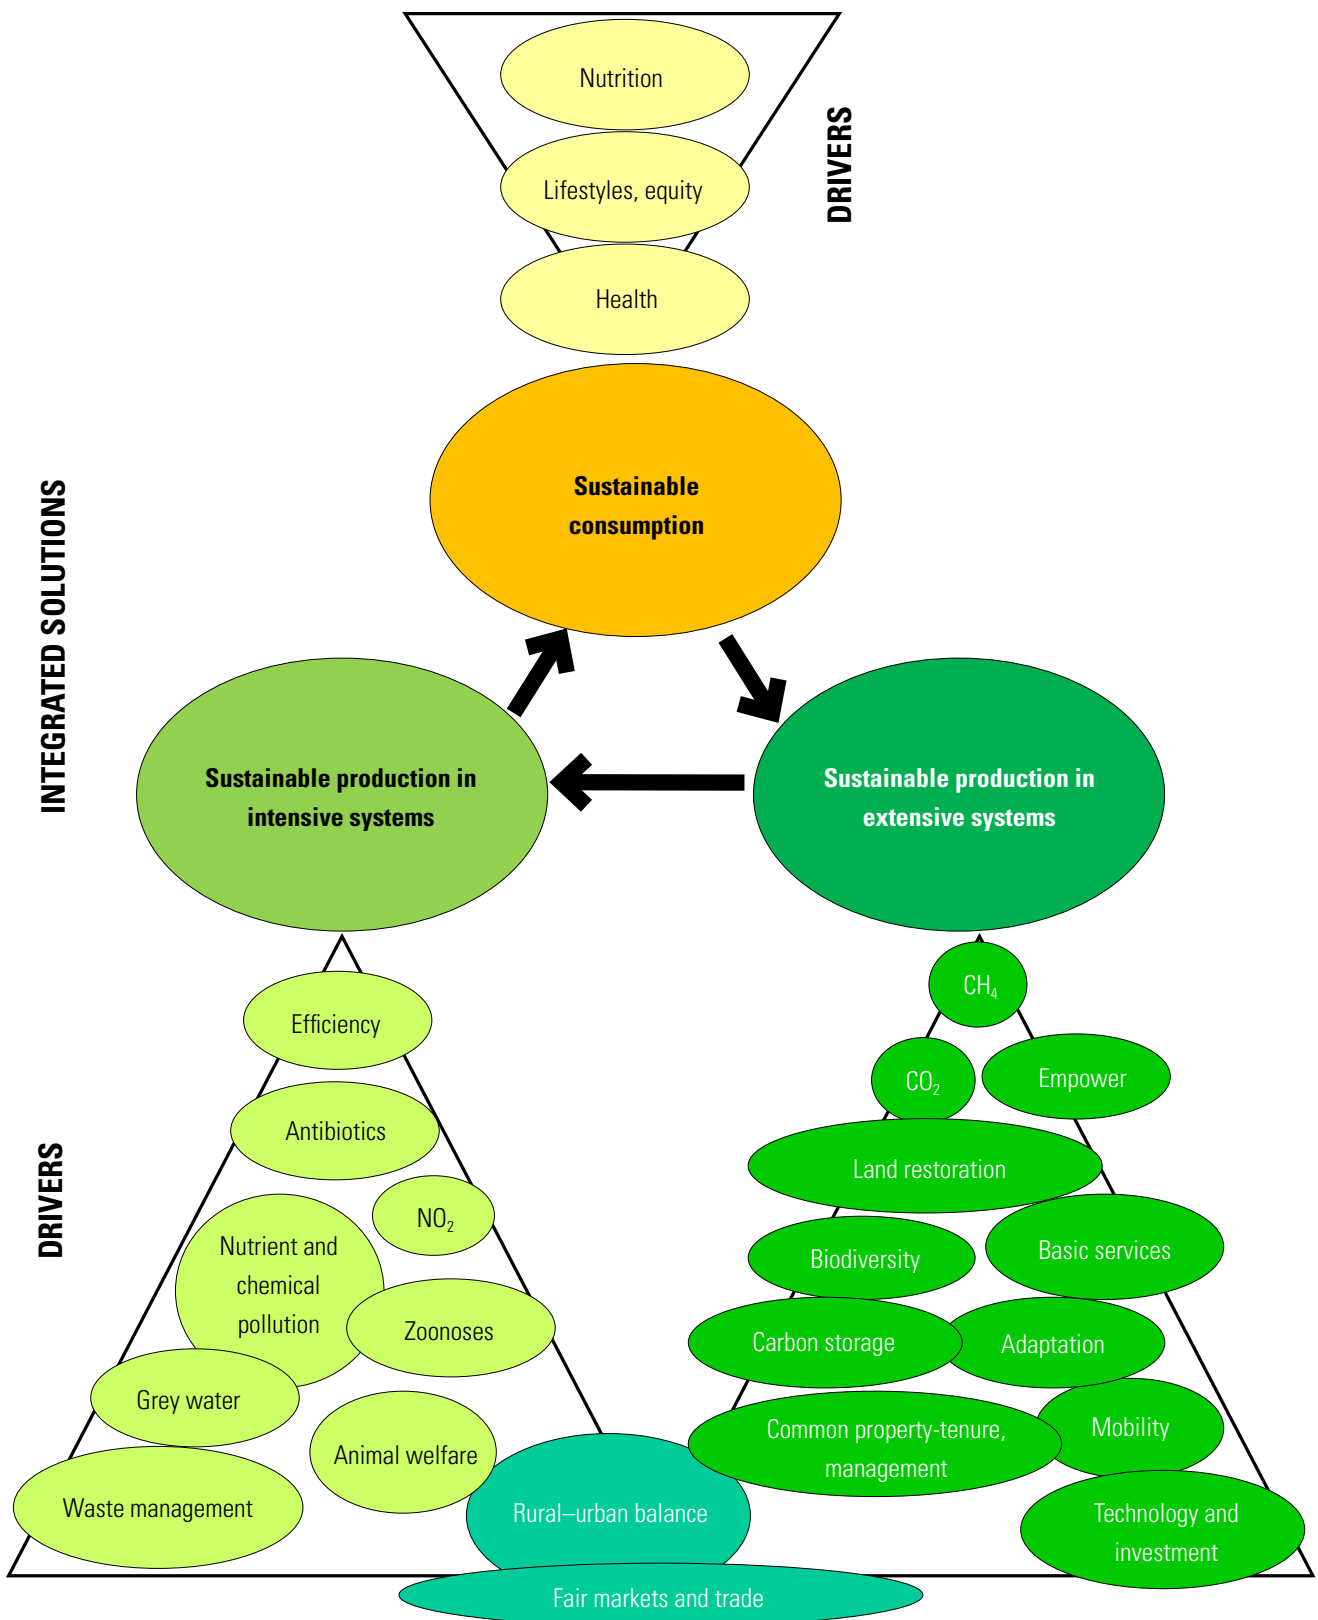 Nutrition
DRIVERS
Lifestyles, equity
Health
Sustainable
consumption
INTEGRATED SOLUTIONS
Sustainable production in
intensive systems
Sustainable production in
extensive systems
DRIVERS
Efficiency
Antibiotics
NO₂
Nutrient and
chemical
pollution
Zoonoses
Grey water
Animal welfare
Waste management
Rural–urban balance
Fair markets and trade
CH₄
CO₂
Empower
Land restoration
Biodiversity
Basic services
Carbon storage
Adaptation
Common property-tenure,
management
Mobility
Technology and
investment